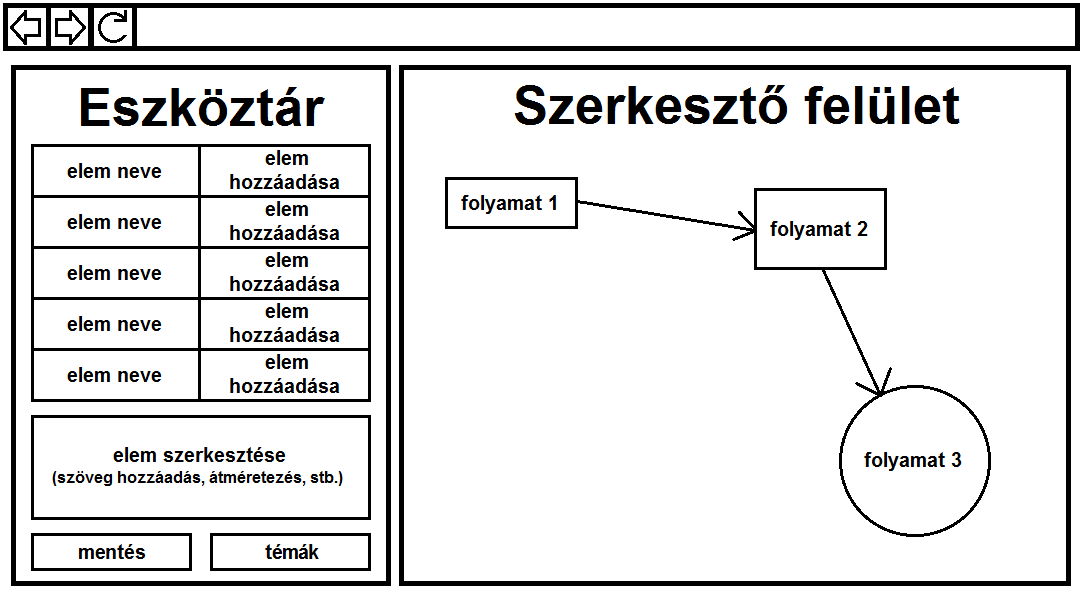 Eszköztár
elem neve
elem
hozzáadása
elem neve
elem
hozzáadása
elem neve
elem
hozzáadása
elem neve
elem
hozzáadása
elem neve
elem
hozzáadása
elem szerkesztése
(szöveg hozzáadás, átméretezés, stb.)
mentés
témák
Szerkesztő felület
folyamat 1
folyamat 2
folyamat 3